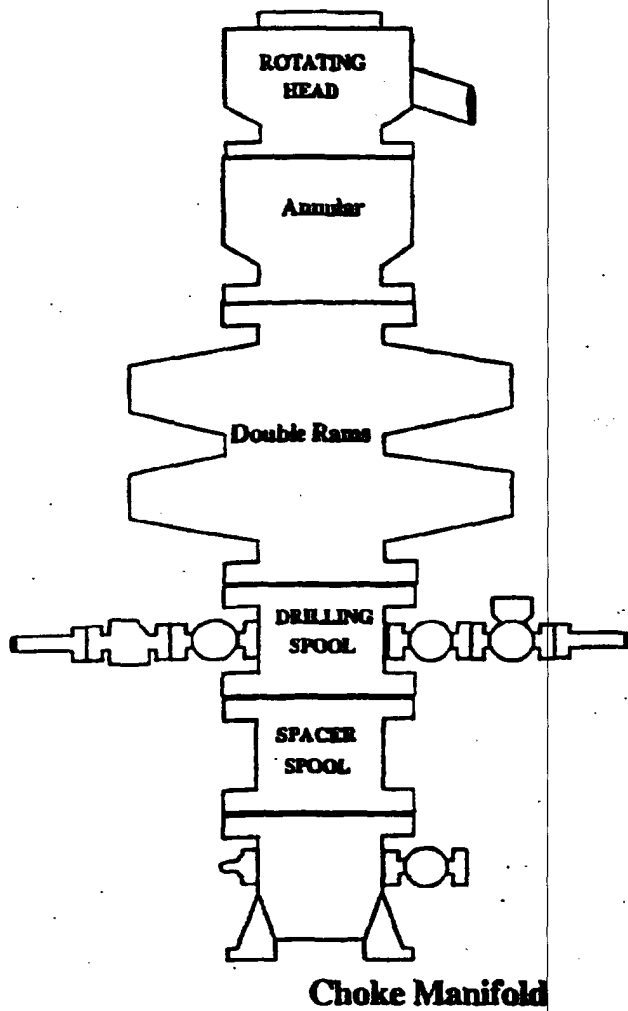 ROTATING
HEAD
Annular
Double Rams
DRILLING
SPOOL
SPACER
SPOOL
Choke Manifold